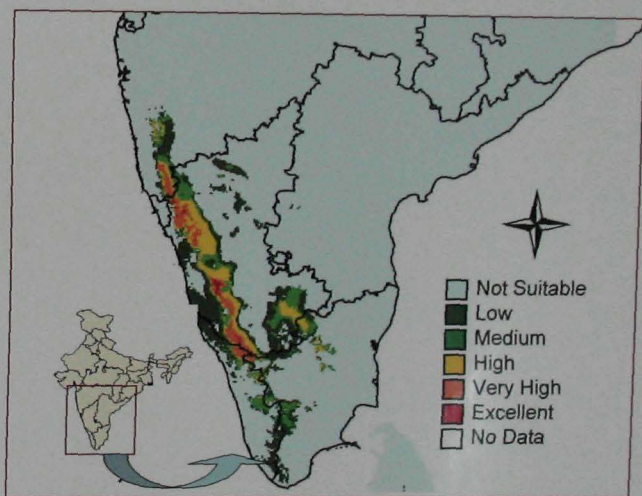 Not Suitable
Low
Medium
High
Very High
Excellent
No Data